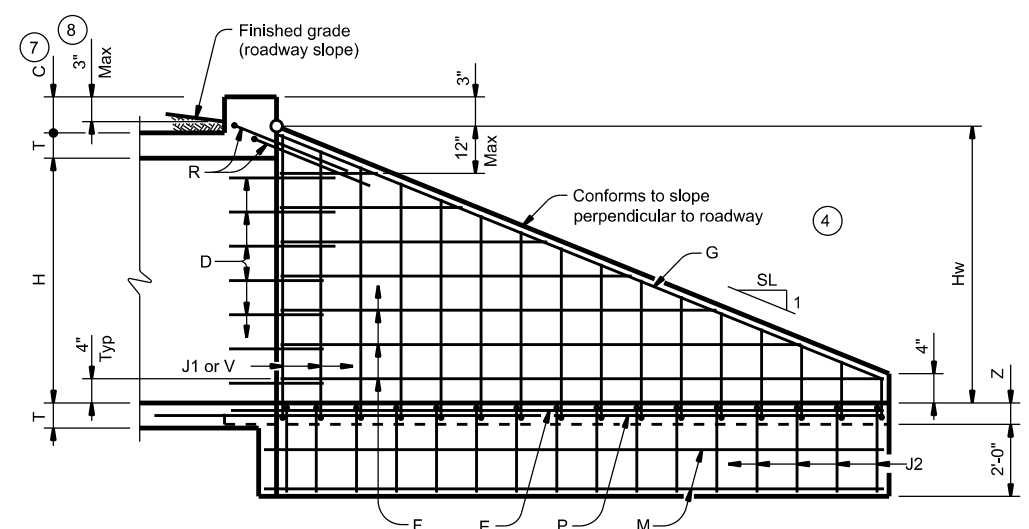 7
8
C
3"
Max
Finished grade
(roadway slope)
3"
T
12"
Max
R
Conforms to slope
perpendicular to roadway
4
D
G
SL
1
H
Hw
4"
Typ
J1 or V
4"
Z
T
J2
2'-0"
F
P
M